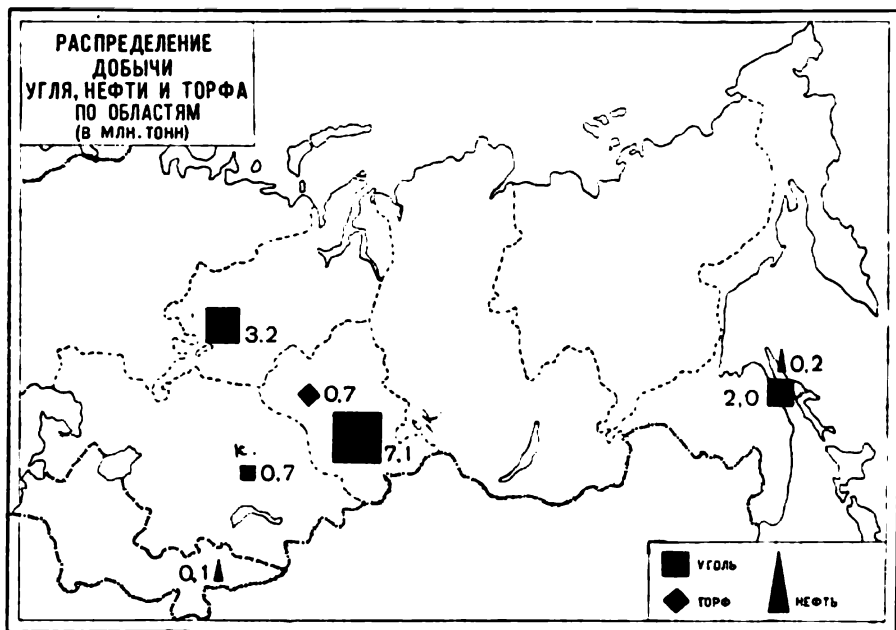 РАСПРЕДЕЛЕНИЕ
ДОБЫЧИ
УГЛЯ, НЕФТИ И ТОРФА
ПО ОБЛАСТЯМ
(В МЛН. ТОНН)
3.2
0,2
0,7
2,0
7,1
К.
0,7
0,1
УГОЛЬ
ТОРФ
НЕФТЬ